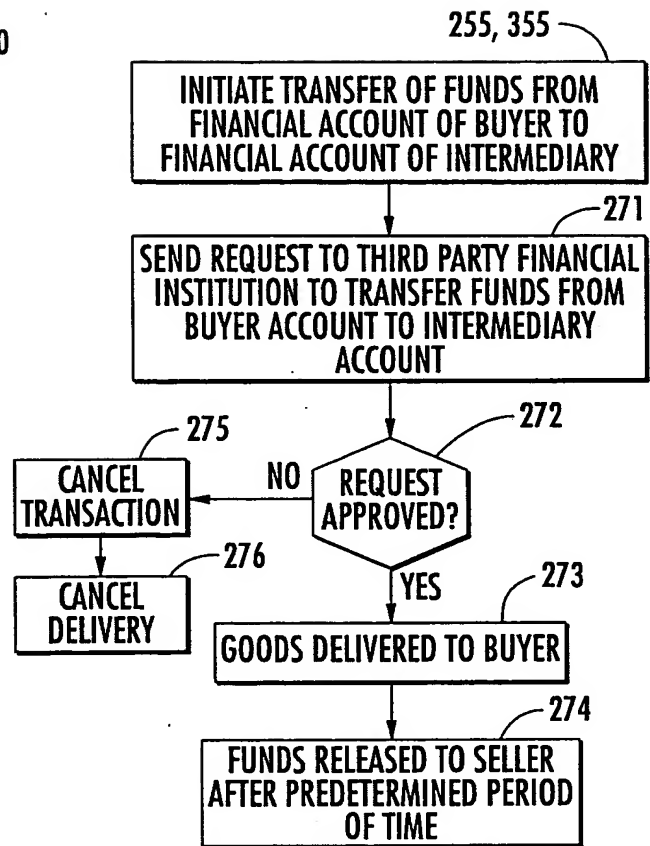 0
255, 355
INITIATE TRANSFER OF FUNDS FROM
FINANCIAL ACCOUNT OF BUYER TO
FINANCIAL ACCOUNT OF INTERMEDIARY
271
SEND REQUEST TO THIRD PARTY FINANCIAL
INSTITUTION TO TRANSFER FUNDS FROM
BUYER ACCOUNT TO INTERMEDIARY
ACCOUNT
272
REQUEST
APPROVED?
NO
275
CANCEL
TRANSACTION
276
CANCEL
DELIVERY
YES
273
GOODS DELIVERED TO BUYER
274
FUNDS RELEASED TO SELLER
AFTER PREDETERMINED PERIOD
OF TIME